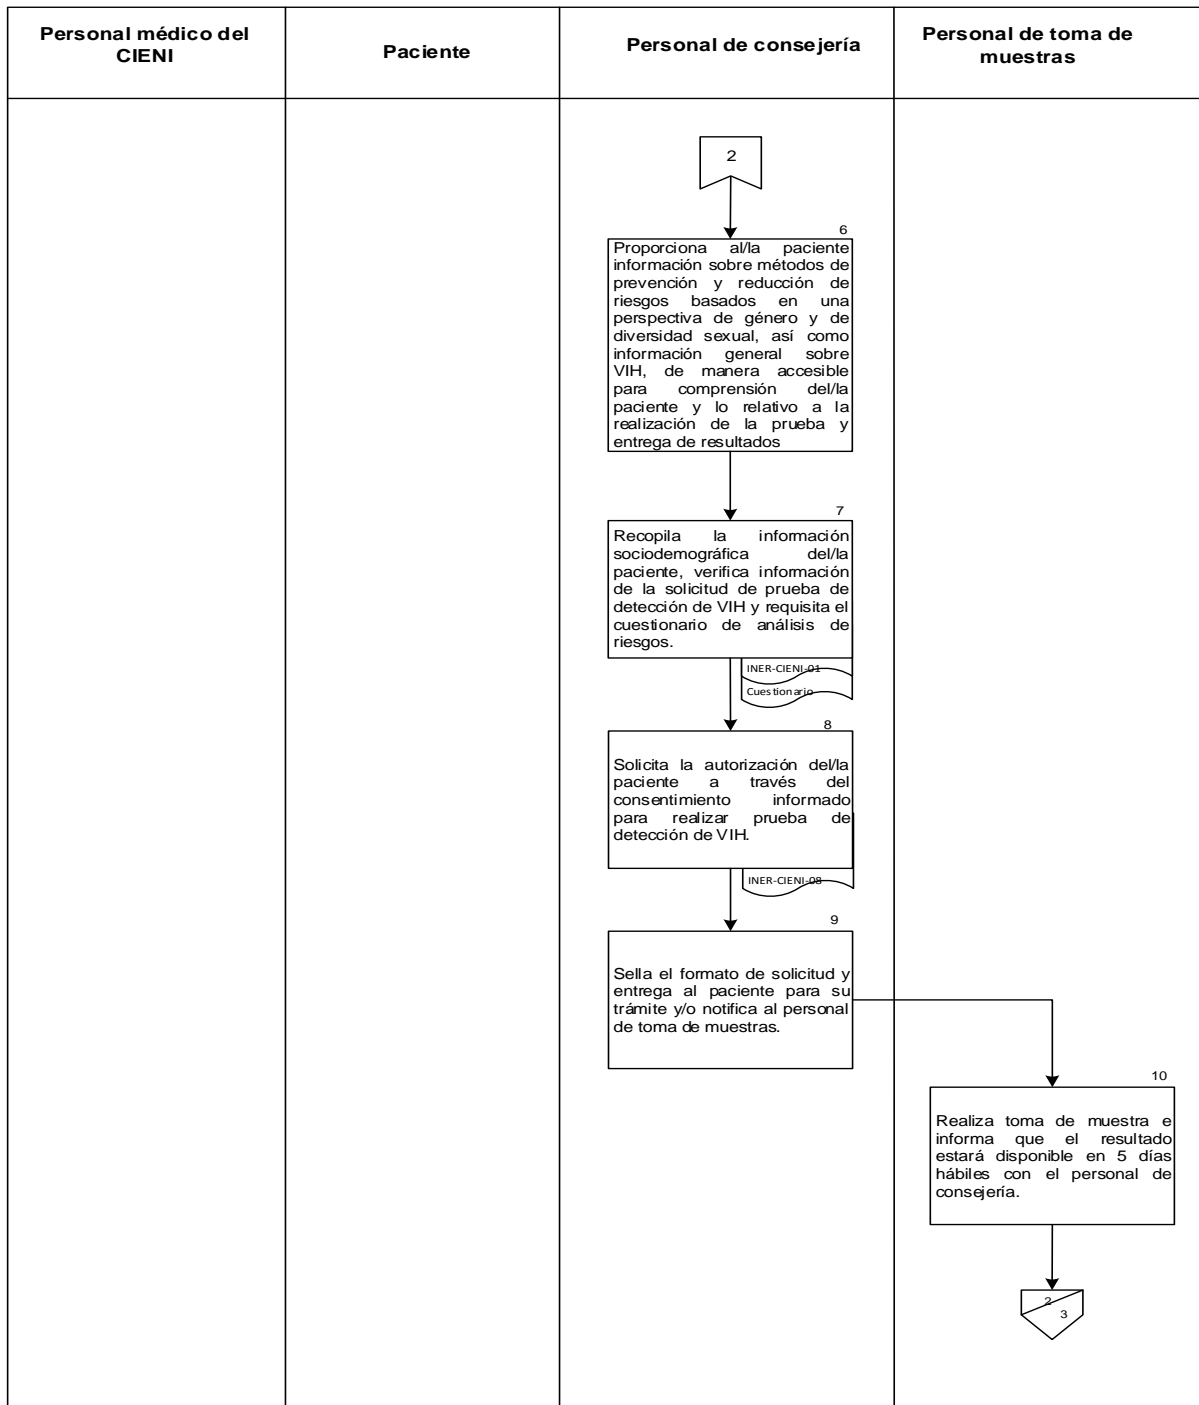 Personal médico del
CIENI
Paciente
Personal de consejería
Personal de toma de
muestras
2
6
Proporciona al/la paciente
información sobre métodos de
prevención y reducción de
riesgos basados en una
perspectiva de género y de
diversidad sexual, así como
información general sobre
VIH, de manera accesible
para comprensión del/la
paciente y lo relativo a la
realización de la prueba y
entrega de resultados
7
Recopila la información
sociodemográfica del/la
paciente, verifica información
de la solicitud de prueba de
detección de VIH y requisita el
cuestionario de análisis de
riesgos.
INER-CIENI-01
Cuestionario
8
Solicita la autorización del/la
paciente a través del
consentimiento informado
para realizar prueba de
detección de VIH.
INER-CIENI-08
9
Sella el formato de solicitud y
entrega al paciente para su
trámite y/o notifica al personal
de toma de muestras.
10
Realiza toma de muestra e
informa que el resultado
estará disponible en 5 días
hábiles con el personal de
consejería.
2
3